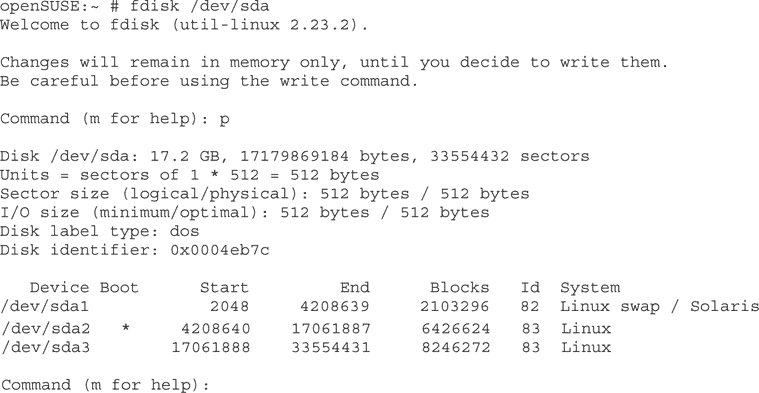 openSUSE:~ # fdisk /dev/sda
Welcome to fdisk (util-linux 2.23.2).
Changes will remain in memory only, until you decide to write them.
Be careful before using the write command.
Command (m for help): p
Disk /dev/sda: 17.2 GB, 17179869184 bytes, 33554432 sectors
Units = sectors of 1 * 512 = 512 bytes
Sector size (logical/physical): 512 bytes / 512 bytes
I/O size (minimum/optimal): 512 bytes / 512 bytes
Disk label type: dos
Disk identifier: 0x0004eb7c
Device Boot Start End Blocks Id System
/dev/sda1 2048 4208639 2103296 82 Linux swap / Solaris
/dev/sda2 * 4208640 17061887 6426624 83 Linux
/dev/sda3 17061888 33554431 8246272 83 Linux
Command (m for help):